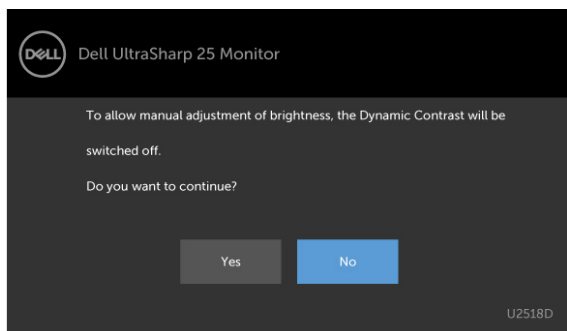 DELL
Dell UltraSharp 25 Monitor
To allow manual adjustment of brightness, the Dynamic Contrast will be
switched off.
Do you want to continue?
Yes
No
U2518D